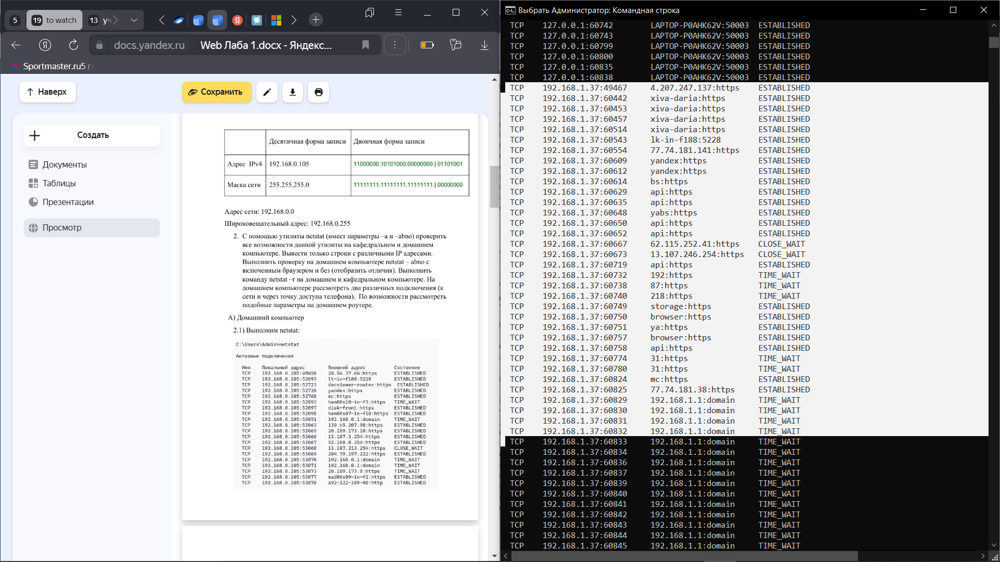 5
19 to watch
13 уч
docs.yandex.ru
Web Лаба 1.docx - Яндекс...
Sportmaster.ru5
Наверх
Сохранить
Создать
Документы
Таблицы
Презентации
Просмотр
Десятичная форма записи Двоичная форма записи
Адрес IPv4 192.168.0.105 11000000.10101000.00000000 | 01101001
Маска сети 255.255.255.0 11111111.11111111.11111111 | 00000000
Адрес сети: 192.168.0.0
Широковещательный адрес: 192.168.0.255
2. С помощью утилиты netstat (имеет параметры –a и –abno) проверить
все возможности данной утилиты на кафедральном и домашнем
компьютере. Вывести только строки с различными IP адресами.
Выполнить проверку на домашнем компьютере netstat – abno с
включенным браузером и без (отобразить отличия). Выполнить
команду netstat –r на домашнем и кафедральном компьютере. На
домашнем компьютере рассмотреть два различных подключения (к
сети и через точку доступа телефона). По возможности рассмотреть
подобные параметры на домашнем роутере.
А) Домашний компьютер
2.1) Выполним netstat:
C:\Users\Admin>netstat
Активные подключения
Имя Локальный адрес Внешний адрес Состояние
TCP 192.168.0.105:49450 20.54.37.64:https ESTABLISHED
TCP 192.168.0.105:52693 lt-in-f188:5228 ESTABLISHED
TCP 192.168.0.105:52723 docviewer-router:https ESTABLISHED
TCP 192.168.0.105:52726 yandex:https ESTABLISHED
TCP 192.168.0.105:52768 mc:https ESTABLISHED
TCP 192.168.0.105:52893 hem08s10-in-f3:https TIME_WAIT
TCP 192.168.0.105:52897 disk-front:https ESTABLISHED
TCP 192.168.0.105:52898 hem08s07-in-f10:https ESTABLISHED
TCP 192.168.0.105:53051 192.168.0.1:domain TIME_WAIT
TCP 192.168.0.105:53063 139.45.207.98:https ESTABLISHED
TCP 192.168.0.105:53065 20.189.173.18:https ESTABLISHED
TCP 192.168.0.105:53066 13.107.3.254:https ESTABLISHED
TCP 192.168.0.105:53067 52.108.8.254:https ESTABLISHED
TCP 192.168.0.105:53068 13.107.213.254:https CLOSE_WAIT
TCP 192.168.0.105:53069 204.79.197.222:https ESTABLISHED
TCP 192.168.0.105:53070 192.168.0.1:domain TIME_WAIT
TCP 192.168.0.105:53071 192.168.0.1:domain TIME_WAIT
TCP 192.168.0.105:53073 20.189.173.8:https TIME_WAIT
TCP 192.168.0.105:53077 mad06s09-in-f2:https ESTABLISHED
TCP 192.168.0.105:53078 a92-122-109-48:http ESTABLISHED
Выбрать Администратор: Командная строка
TCP 127.0.0.1:60742 LAPTOP-P0AHK62V:50003 ESTABLISHED
TCP 127.0.0.1:60743 LAPTOP-P0AHK62V:50003 ESTABLISHED
TCP 127.0.0.1:60799 LAPTOP-P0AHK62V:50003 ESTABLISHED
TCP 127.0.0.1:60800 LAPTOP-P0AHK62V:50003 ESTABLISHED
TCP 127.0.0.1:60835 LAPTOP-P0AHK62V:50003 ESTABLISHED
TCP 127.0.0.1:60838 LAPTOP-P0AHK62V:50003 ESTABLISHED
TCP 192.168.1.37:49467 4.207.247.137:https ESTABLISHED
TCP 192.168.1.37:60442 xiva-daria:https ESTABLISHED
TCP 192.168.1.37:60453 xiva-daria:https ESTABLISHED
TCP 192.168.1.37:60457 xiva-daria:https ESTABLISHED
TCP 192.168.1.37:60514 xiva-daria:https ESTABLISHED
TCP 192.168.1.37:60543 lk-in-f188:5228 ESTABLISHED
TCP 192.168.1.37:60554 77.74.181.141:https ESTABLISHED
TCP 192.168.1.37:60609 yandex:https ESTABLISHED
TCP 192.168.1.37:60612 yandex:https ESTABLISHED
TCP 192.168.1.37:60614 bs:https ESTABLISHED
TCP 192.168.1.37:60629 api:https ESTABLISHED
TCP 192.168.1.37:60635 api:https ESTABLISHED
TCP 192.168.1.37:60648 yabs:https ESTABLISHED
TCP 192.168.1.37:60650 api:https ESTABLISHED
TCP 192.168.1.37:60652 api:https ESTABLISHED
TCP 192.168.1.37:60667 62.115.252.41:https CLOSE_WAIT
TCP 192.168.1.37:60673 13.107.246.254:https CLOSE_WAIT
TCP 192.168.1.37:60719 api:https ESTABLISHED
TCP 192.168.1.37:60732 192:https TIME_WAIT
TCP 192.168.1.37:60738 87:https TIME_WAIT
TCP 192.168.1.37:60740 218:https TIME_WAIT
TCP 192.168.1.37:60749 storage:https ESTABLISHED
TCP 192.168.1.37:60750 browser:https ESTABLISHED
TCP 192.168.1.37:60751 ya:https ESTABLISHED
TCP 192.168.1.37:60757 browser:https ESTABLISHED
TCP 192.168.1.37:60758 api:https ESTABLISHED
TCP 192.168.1.37:60774 31:https TIME_WAIT
TCP 192.168.1.37:60780 31:https TIME_WAIT
TCP 192.168.1.37:60824 mc:https ESTABLISHED
TCP 192.168.1.37:60825 77.74.181.38:https ESTABLISHED
TCP 192.168.1.37:60829 192.168.1.1:domain TIME_WAIT
TCP 192.168.1.37:60830 192.168.1.1:domain TIME_WAIT
TCP 192.168.1.37:60831 192.168.1.1:domain TIME_WAIT
TCP 192.168.1.37:60832 192.168.1.1:domain TIME_WAIT
TCP 192.168.1.37:60833 192.168.1.1:domain TIME_WAIT
TCP 192.168.1.37:60834 192.168.1.1:domain TIME_WAIT
TCP 192.168.1.37:60836 192.168.1.1:domain TIME_WAIT
TCP 192.168.1.37:60837 192.168.1.1:domain TIME_WAIT
TCP 192.168.1.37:60839 192.168.1.1:domain TIME_WAIT
TCP 192.168.1.37:60840 192.168.1.1:domain TIME_WAIT
TCP 192.168.1.37:60841 192.168.1.1:domain TIME_WAIT
TCP 192.168.1.37:60842 192.168.1.1:domain TIME_WAIT
TCP 192.168.1.37:60843 192.168.1.1:domain TIME_WAIT
TCP 192.168.1.37:60844 192.168.1.1:domain TIME_WAIT
TCP 192.168.1.37:60845 192.168.1.1:domain TIME_WAIT